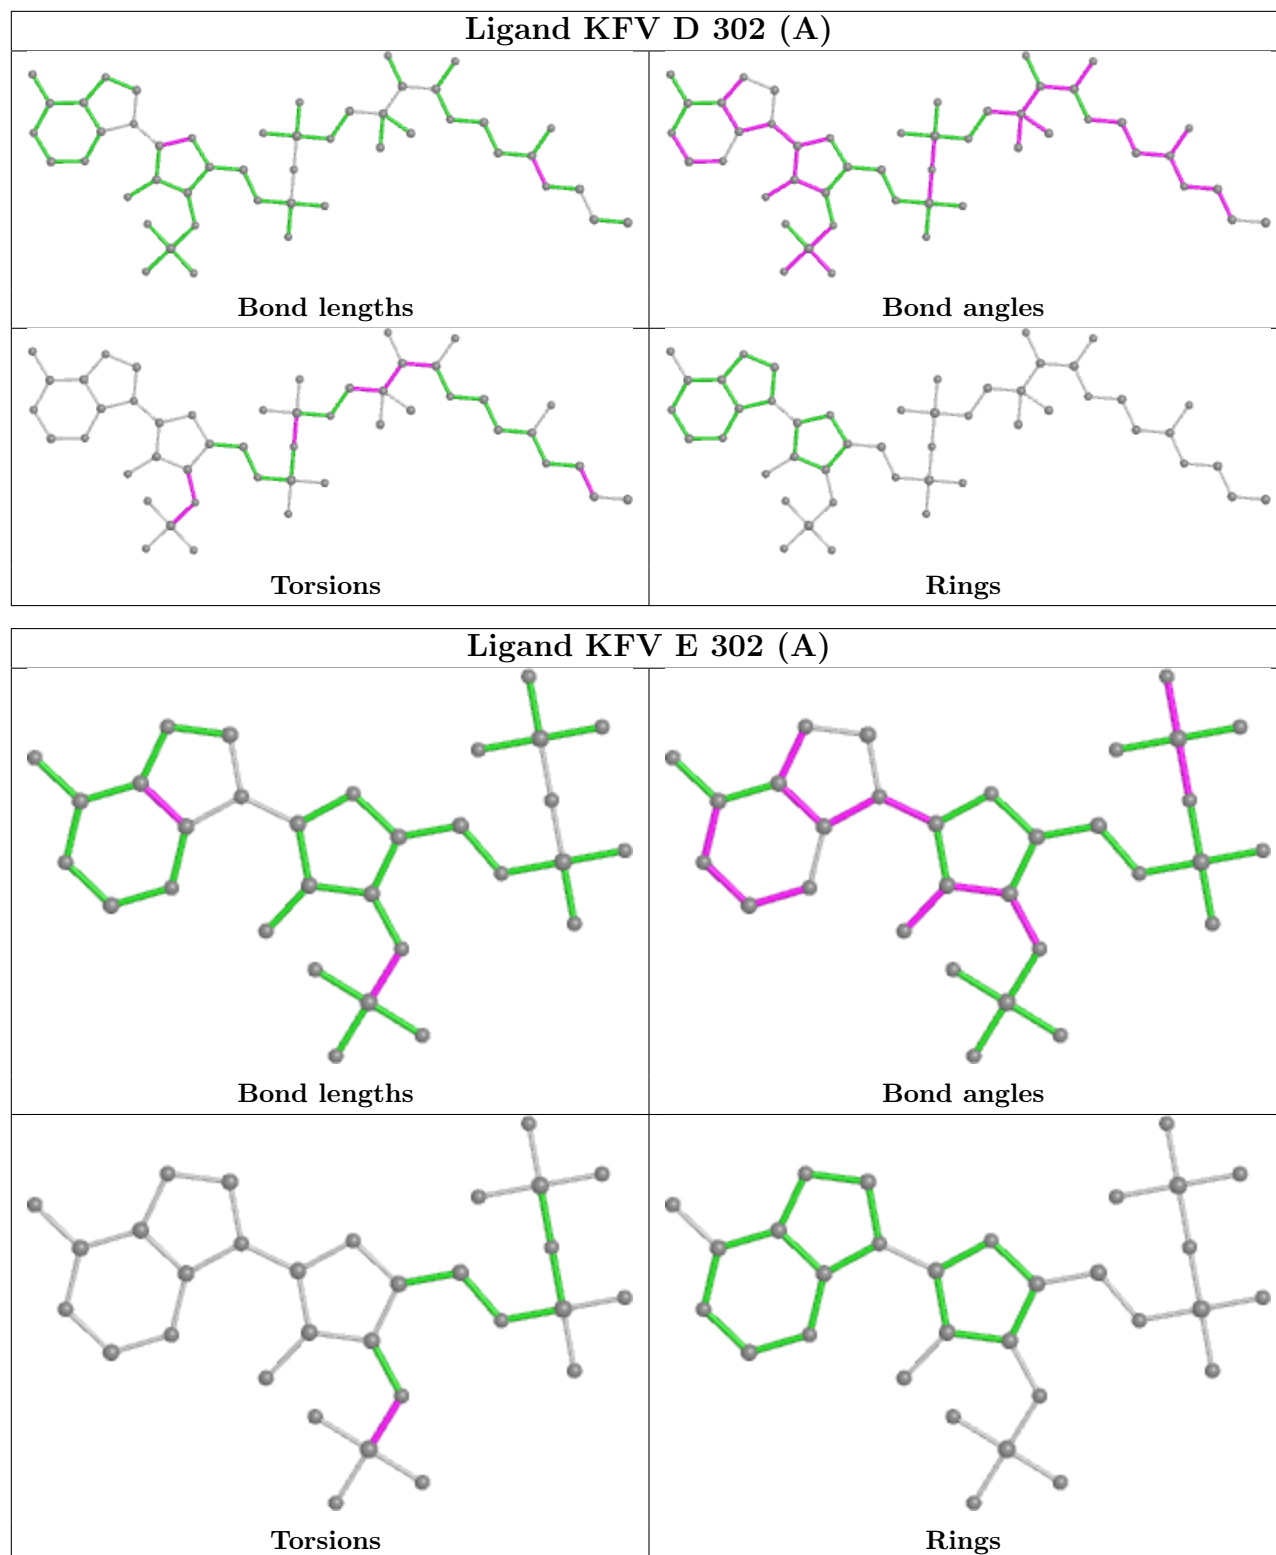 Ligand KFV D 302 (A)
Bond lengths
Bond angles
Torsions
Rings
Ligand KFV E 302 (A)
Bond lengths
Bond angles
Torsions
Rings